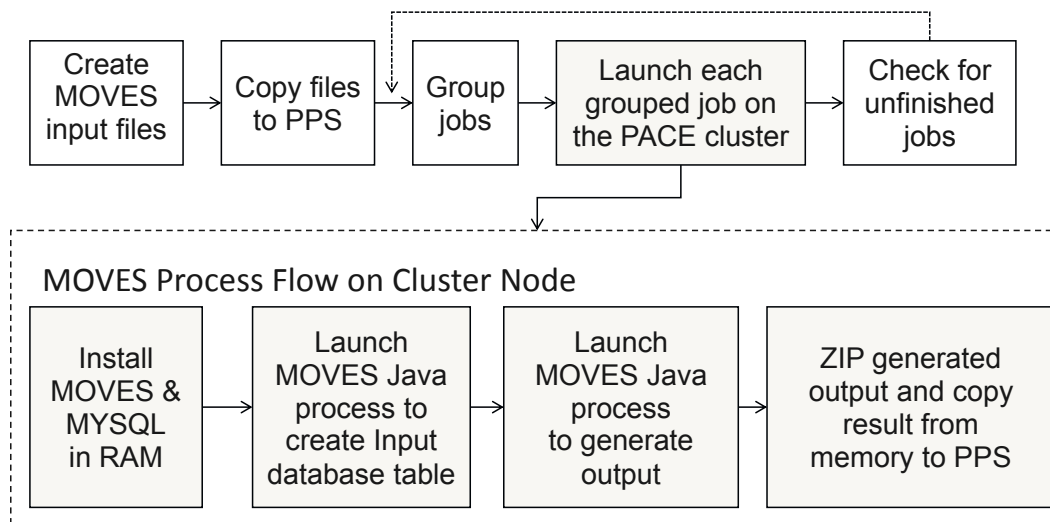 Create
MOVES
input files
Copy files
to PPS
Group
jobs
Launch each
grouped job on
the PACE cluster
Check for
unfinished
jobs
MOVES Process Flow on Cluster Node
Install
MOVES &
MYSQL
in RAM
Launch
MOVES Java
process to
create Input
database table
Launch
MOVES Java
process
to generate
output
ZIP generated
output and copy
result from
memory to PPS